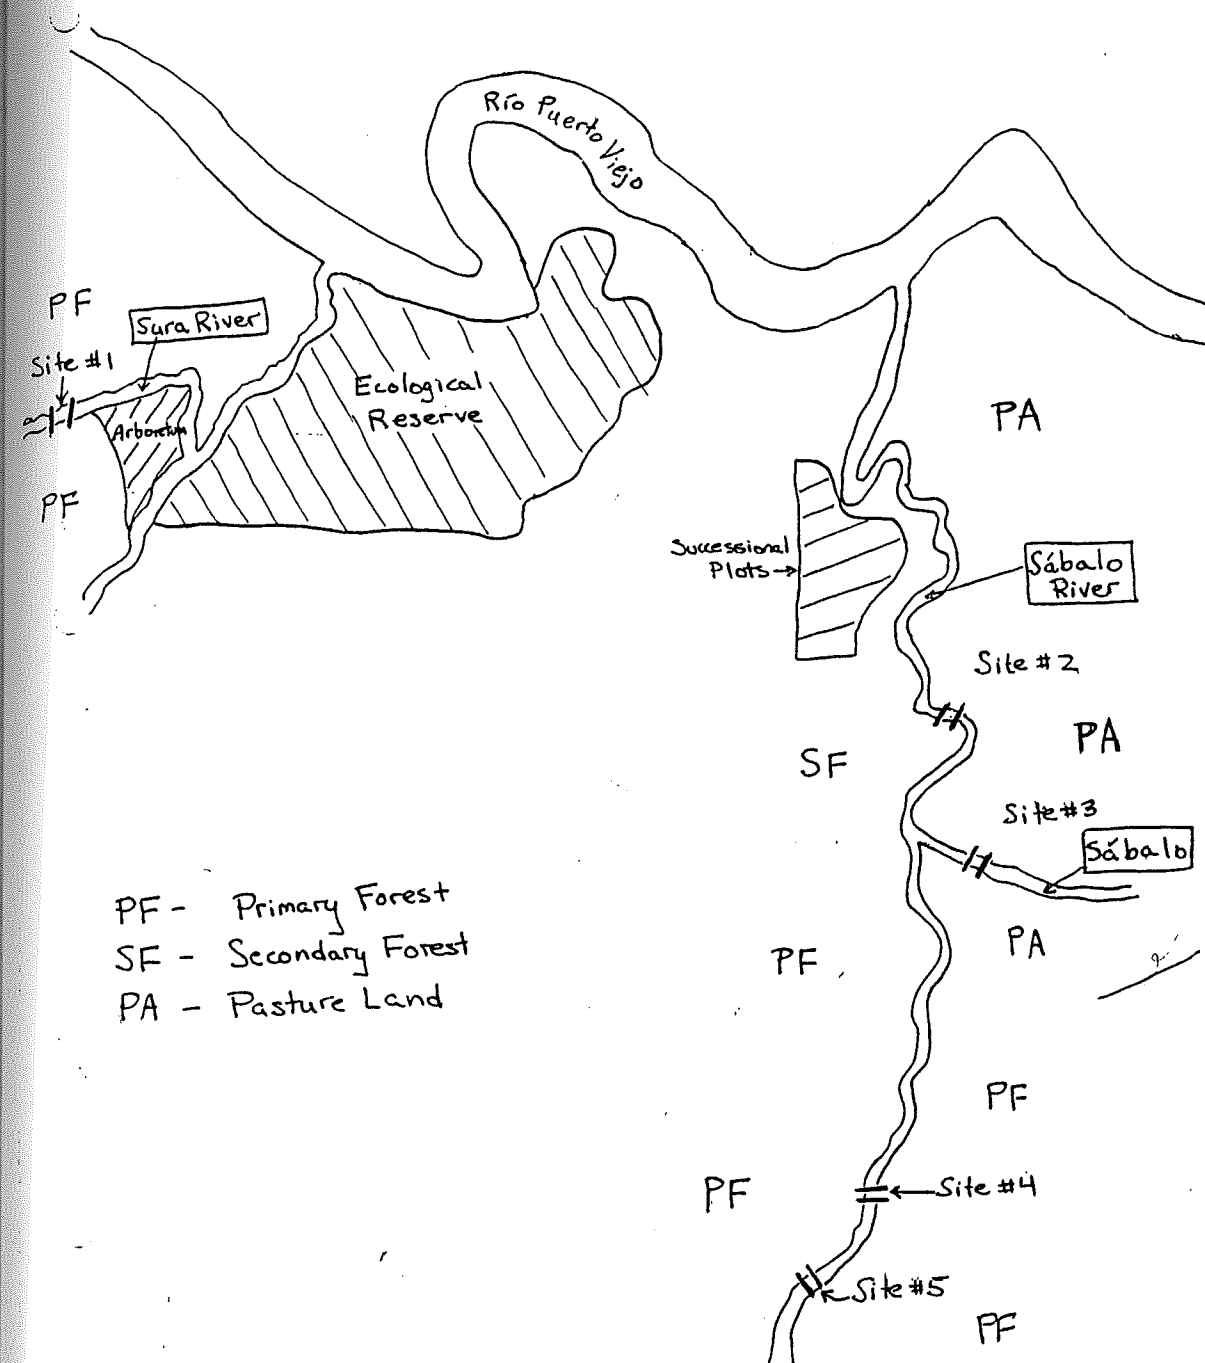 Río Puerto Viejo
PF
Sura River
Site #1
Arboretum
PF
Ecological
Reserve
PA
Successional
Plots
Sábalo
River
Site #2
SF
PA
Site #3
Sábalo
PF - Primary Forest
SF - Secondary Forest
PA - Pasture Land
PF
PA
PF
PF
Site #4
Site #5
PF